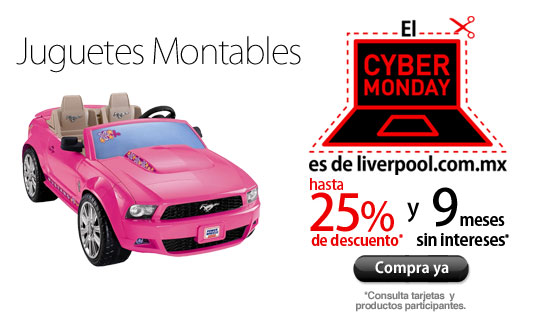 Juguetes Montables
El
CYBER
MONDAY
es de liverpool.com.mx
hasta
25% y 9 meses
de descuento* sin intereses*
Compra ya
*Consulta tarjetas y
productos participantes.